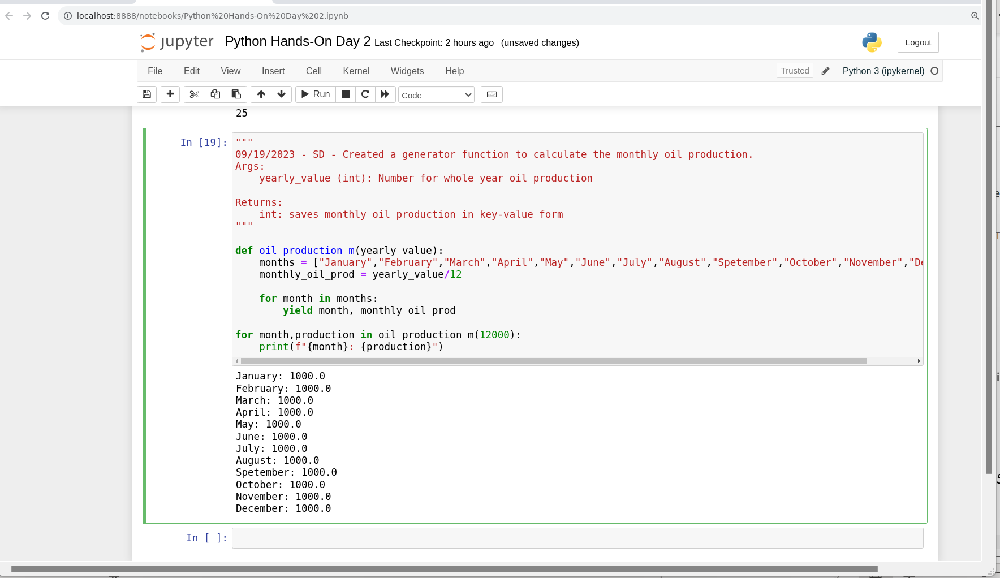 localhost:8888/notebooks/Python%20Hands-On%20Day%202.ipynb
jupyter Python Hands-On Day 2 Last Checkpoint: 2 hours ago (unsaved changes) Logout
File Edit View Insert Cell Kernel Widgets Help Trusted Python 3 (ipykernel)
Run Code
25
In [19]:
"""
09/19/2023 - SD - Created a generator function to calculate the monthly oil production.
Args:
    yearly_value (int): Number for whole year oil production
Returns:
    int: saves monthly oil production in key-value form
"""
def oil_production_m(yearly_value):
    months = ["January","February","March","April","May","June","July","August","Spetember","October","November","De
    monthly_oil_prod = yearly_value/12
    for month in months:
        yield month, monthly_oil_prod
for month,production in oil_production_m(12000):
    print(f"{month}: {production}")
January: 1000.0
February: 1000.0
March: 1000.0
April: 1000.0
May: 1000.0
June: 1000.0
July: 1000.0
August: 1000.0
Spetember: 1000.0
October: 1000.0
November: 1000.0
December: 1000.0
In [ ]: